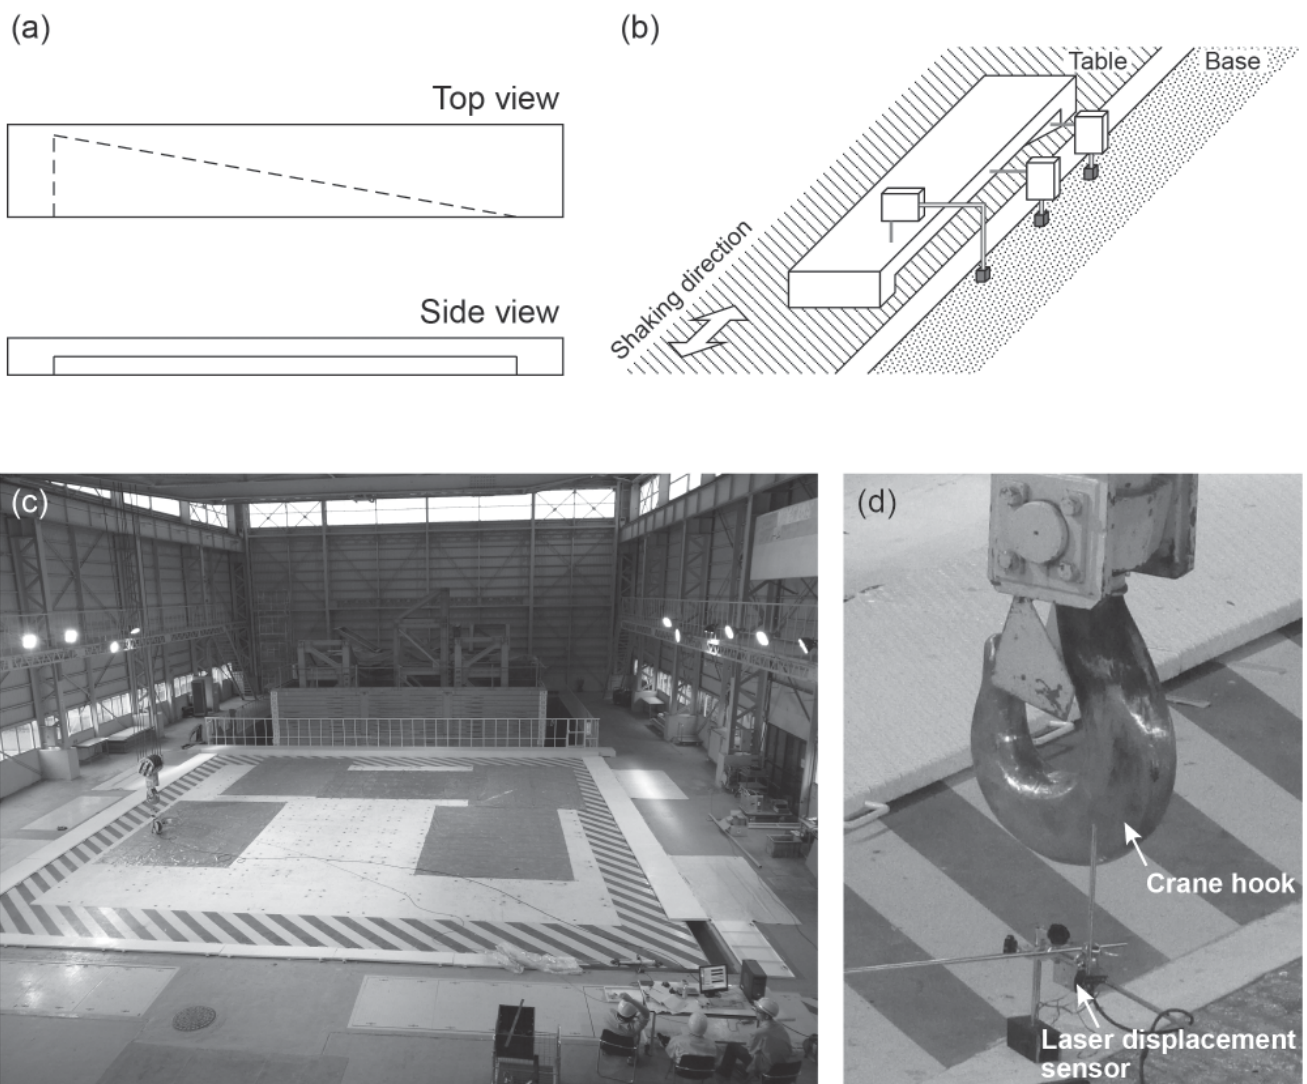 (a)
Top view
Side view
(b)
Table
Base
Shaking direction
(c)
(d)
Crane hook
Laser displacement
sensor